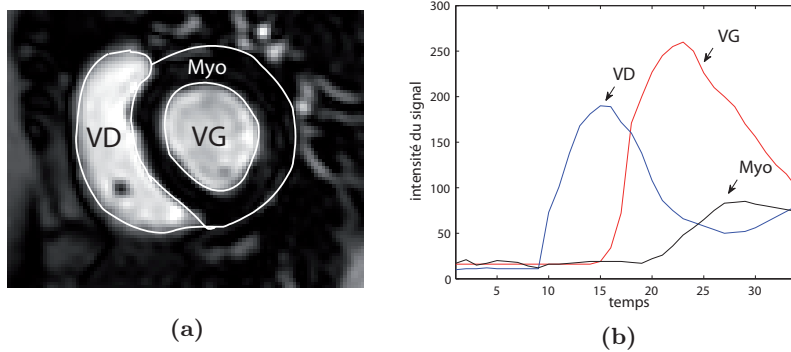 Myo
VD
VG
(a)
300
250
200
150
100
50
0
intensité du signal
VG
VD
Myo
5 10 15 20 25 30
temps
(b)